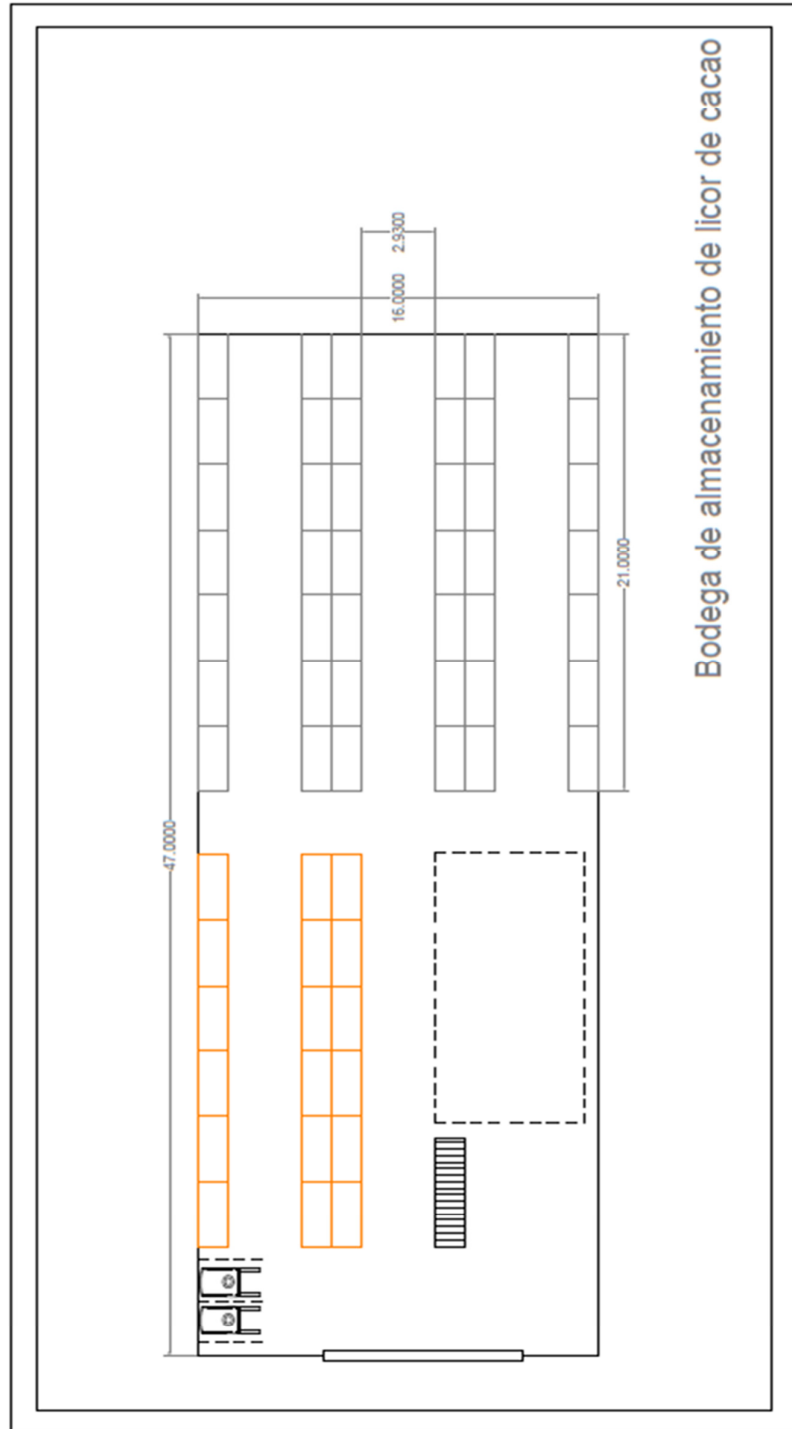 Bodega de almacenamiento de licor de cacao
2.9300
16.0000
21.0000
47.0000